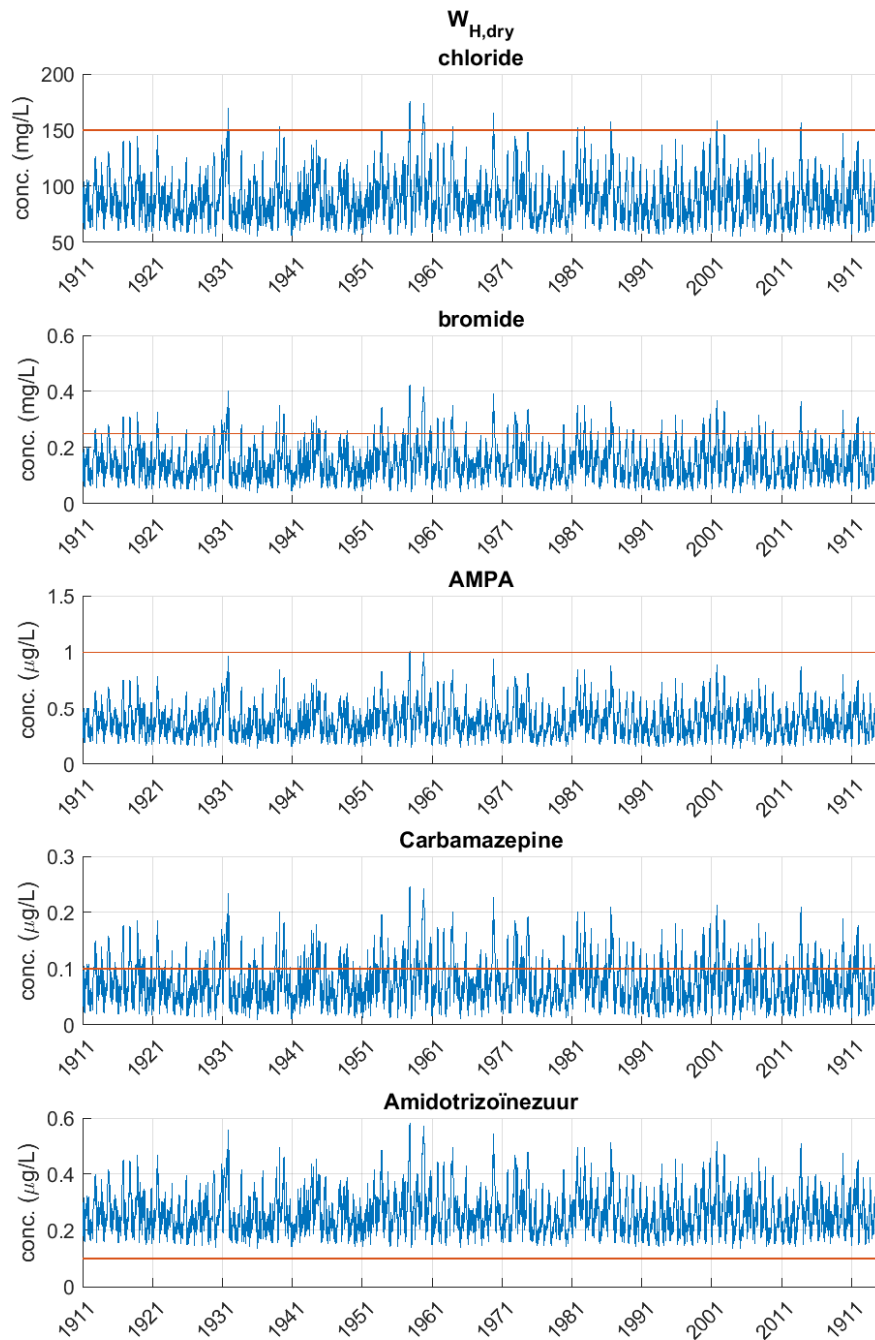 W_H,dry
chloride
conc. (mg/L)
200
150
100
50
1911 1921 1931 1941 1951 1961 1971 1981 1991 2001 2011 1911
bromide
conc. (mg/L)
0.6
0.4
0.2
0
1911 1921 1931 1941 1951 1961 1971 1981 1991 2001 2011 1911
AMPA
conc. (μg/L)
1.5
1
0.5
0
1911 1921 1931 1941 1951 1961 1971 1981 1991 2001 2011 1911
Carbamazepine
conc. (μg/L)
0.3
0.2
0.1
0
1911 1921 1931 1941 1951 1961 1971 1981 1991 2001 2011 1911
Amidotrizoïnezuur
conc. (μg/L)
0.6
0.4
0.2
0
1911 1921 1931 1941 1951 1961 1971 1981 1991 2001 2011 1911